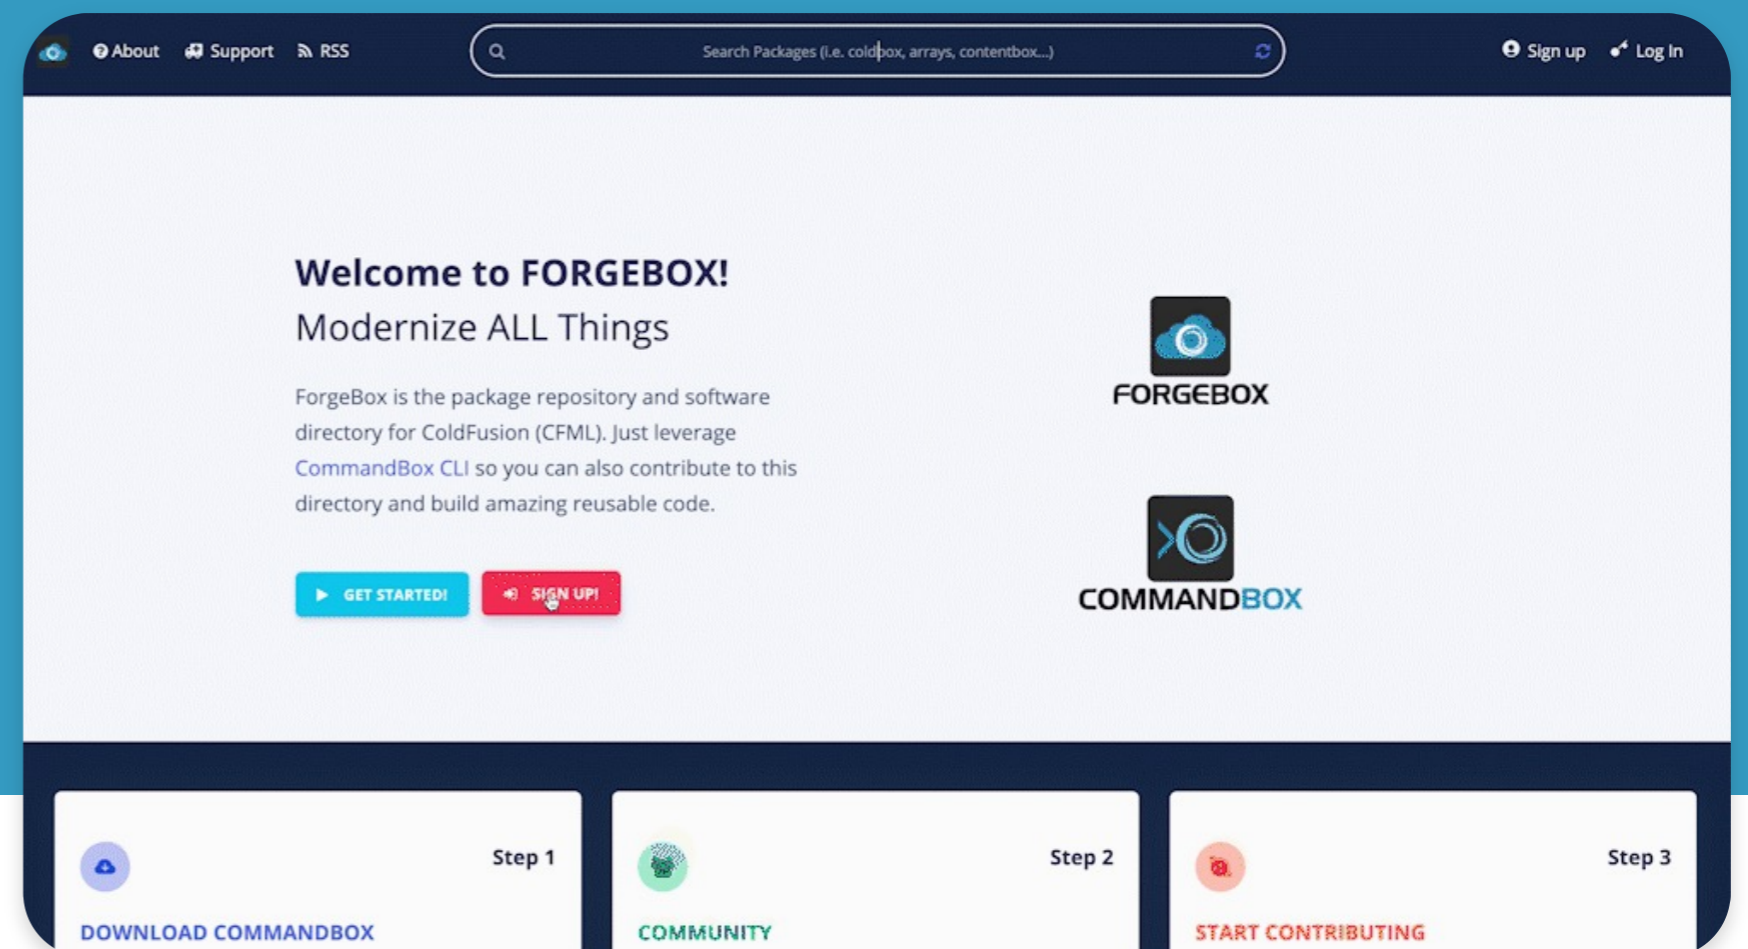 About Support RSS Search Packages (i.e. coldbox, arrays, contentbox...) Sign up Log In
Welcome to FORGEBOX!
Modernize ALL Things
ForgeBox is the package repository and software
directory for ColdFusion (CFML). Just leverage
CommandBox CLI so you can also contribute to this
directory and build amazing reusable code.
GET STARTED! SIGN UP!
FORGEBOX
COMMANDBOX
Step 1
DOWNLOAD COMMANDBOX
Step 2
COMMUNITY
Step 3
START CONTRIBUTING